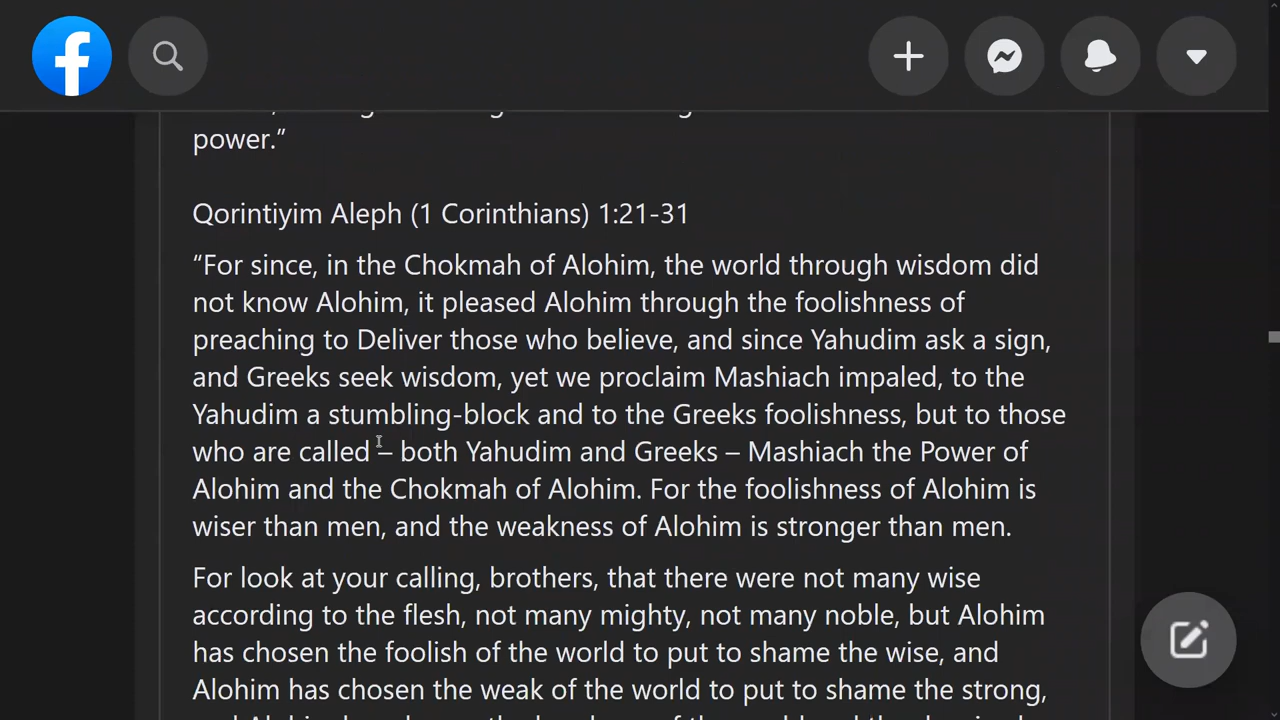 power.”
Qorintiyim Aleph (1 Corinthians) 1:21-31
“For since, in the Chokmah of Alohim, the world through wisdom did
not know Alohim, it pleased Alohim through the foolishness of
preaching to Deliver those who believe, and since Yahudim ask a sign,
and Greeks seek wisdom, yet we proclaim Mashiach impaled, to the
Yahudim a stumbling-block and to the Greeks foolishness, but to those
who are called – both Yahudim and Greeks – Mashiach the Power of
Alohim and the Chokmah of Alohim. For the foolishness of Alohim is
wiser than men, and the weakness of Alohim is stronger than men.
For look at your calling, brothers, that there were not many wise
according to the flesh, not many mighty, not many noble, but Alohim
has chosen the foolish of the world to put to shame the wise, and
Alohim has chosen the weak of the world to put to shame the strong,